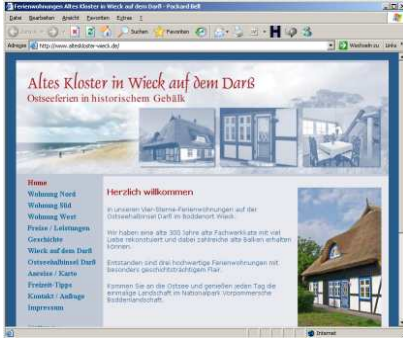 Ferienwohnungen Altes Kloster in Wieck auf dem Darß - Packard Bell
Datei Bearbeiten Ansicht Favoriten Extras ?
Zurück Suchen Favoriten
Adresse http://www.alteskloster-wieck.de/ Wechseln zu Links
Altes Kloster in Wieck auf dem Darß
Ostseeferien in historischem Gebälk
Home
Wohnung Nord
Wohnung Süd
Wohnung West
Preise / Leistungen
Geschichte
Wieck auf dem Darß
Ostseehalbinsel Darß
Anreise / Karte
Freizeit-Tipps
Kontakt / Anfrage
Impressum
Herzlich willkommen
in unseren Vier-Sterne-Ferienwohnungen auf der
Ostseehalbinsel Darß im Boddenort Wieck.
Wir haben eine alte 300 Jahre alte Fachwerkkate mit viel
Liebe rekonstruiert und dabei zahlreiche alte Balken erhalten
können.
Entstanden sind drei hochwertige Ferienwohnungen mit
besonders geschichtsträchtigem Flair.
Kommen Sie an die Ostsee und genießen jeden Tag die
einmalige Landschaft im Nationalpark Vorpommersche
Boddenlandschaft.
Internet